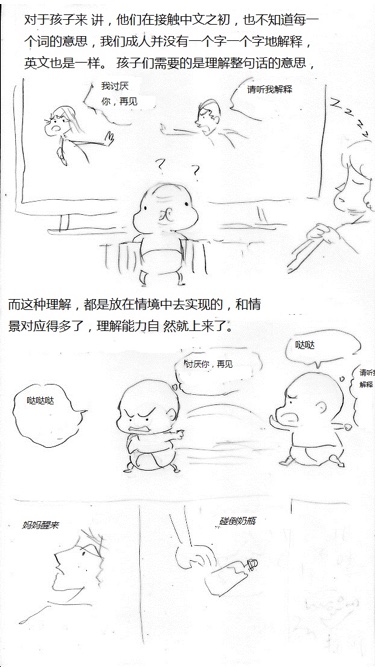 对于孩子来 讲，他们在接触中文之初，也不知道每一
个词的意思，我们成人并没有一个字一个字地解释，
英文也是一样。 孩子们需要的是理解整句话的意思，
我讨厌
你，再见
请听我解释
? ?
Z Z Z Z
而这种理解，都是放在情境中去实现的，和情
景对应得多了，理解能力自 然就上来了。
哒哒哒
讨厌你，再见
哒哒
请听我
解释
妈妈醒来
碰倒奶瓶